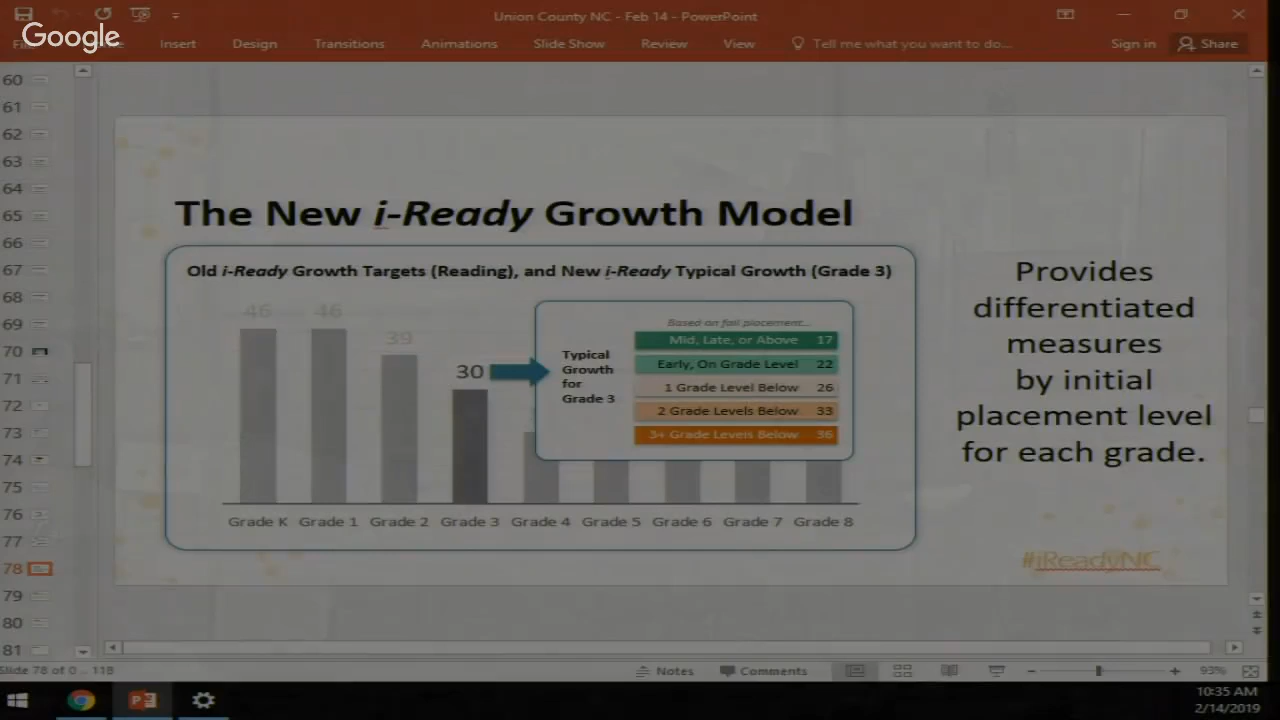 Union County NC - Feb 14 - PowerPoint
Google
Insert Design Transitions Animations Slide Show Review View Tell me what you want to do... Sign in Share
60
61
62
63
64
65
66
67
68
69
70
71
72
73
74
75
76
77
78
79
80
81
The New i-Ready Growth Model
Old i-Ready Growth Targets (Reading), and New i-Ready Typical Growth (Grade 3)
46 46 39 30
Typical
Growth
for
Grade 3
Based on fall placement...
Mid, Late, or Above 17
Early, On Grade Level 22
1 Grade Level Below 26
2 Grade Levels Below 33
3+ Grade Levels Below 36
Grade K Grade 1 Grade 2 Grade 3 Grade 4 Grade 5 Grade 6 Grade 7 Grade 8
Provides
differentiated
measures
by initial
placement level
for each grade.
#iReadyNC
Slide 78 of 0 .. 118 Notes Comments 93%
10:35 AM
2/14/2019